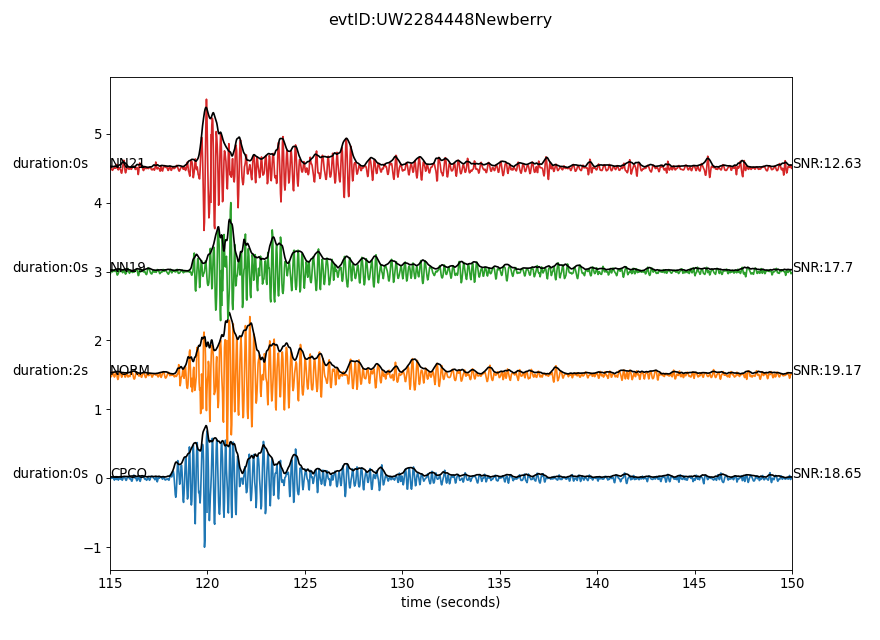 evtID:UW2284448Newberry
5
duration:0s NN21 SNR:12.63
4
duration:0s NN19 SNR:17.7
3
2
duration:2s NORM SNR:19.17
1
duration:0s CPCO SNR:18.65
0
−1
115 120 125 130 135 140 145 150
time (seconds)